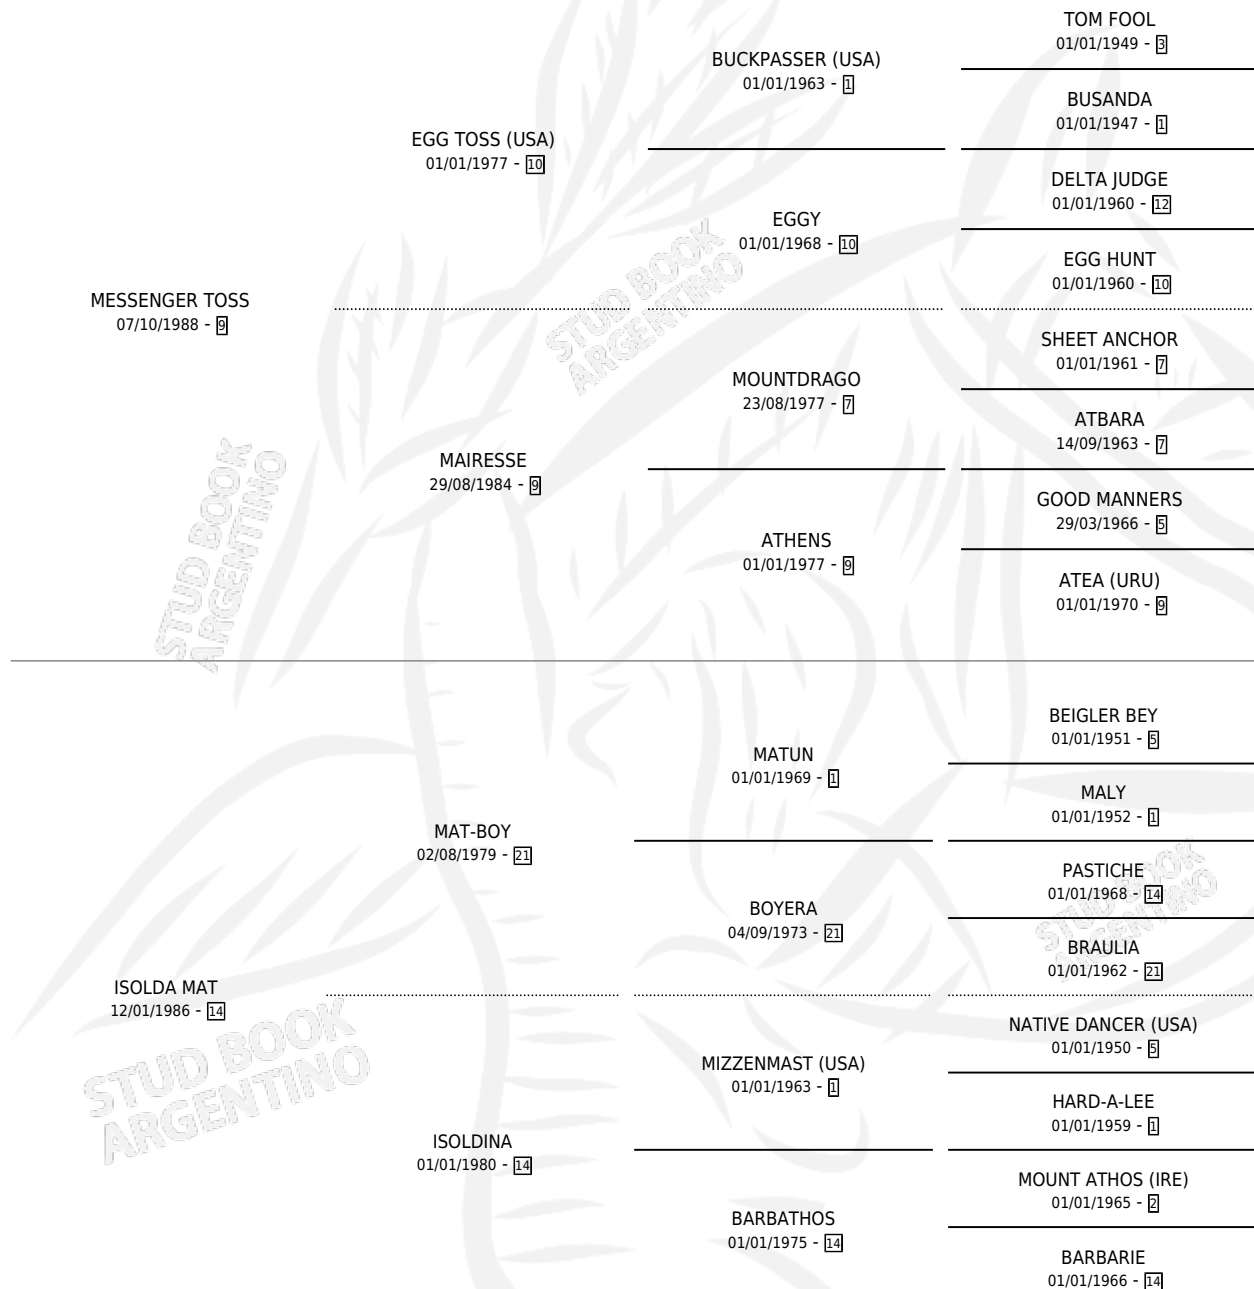 TOM FOOL
01/01/1949 - 3
BUCKPASSER (USA)
01/01/1963 - 1
BUSANDA
01/01/1947 - 1
EGG TOSS (USA)
01/01/1977 - 10
DELTA JUDGE
01/01/1960 - 12
EGGY
01/01/1968 - 10
EGG HUNT
01/01/1960 - 10
MESSENGER TOSS
07/10/1988 - 9
SHEET ANCHOR
01/01/1961 - 7
MOUNTDRAGO
23/08/1977 - 7
ATBARA
14/09/1963 - 7
MAIRESSE
29/08/1984 - 9
GOOD MANNERS
29/03/1966 - 5
ATHENS
01/01/1977 - 9
ATEA (URU)
01/01/1970 - 9
BEIGLER BEY
01/01/1951 - 5
MATUN
01/01/1969 - 1
MALY
01/01/1952 - 1
MAT-BOY
02/08/1979 - 21
PASTICHE
01/01/1968 - 14
BOYERA
04/09/1973 - 21
BRAULIA
01/01/1962 - 21
ISOLDA MAT
12/01/1986 - 14
NATIVE DANCER (USA)
01/01/1950 - 5
MIZZENMAST (USA)
01/01/1963 - 1
HARD-A-LEE
01/01/1959 - 1
ISOLDINA
01/01/1980 - 14
MOUNT ATHOS (IRE)
01/01/1965 - 2
BARBATHOS
01/01/1975 - 14
BARBARIE
01/01/1966 - 14
STUD BOOK
ARGENTINO
STUD BOOK
ARGENTINO
STUD BOOK
ARGENTINO
STUD BOOK
ARGENTINO